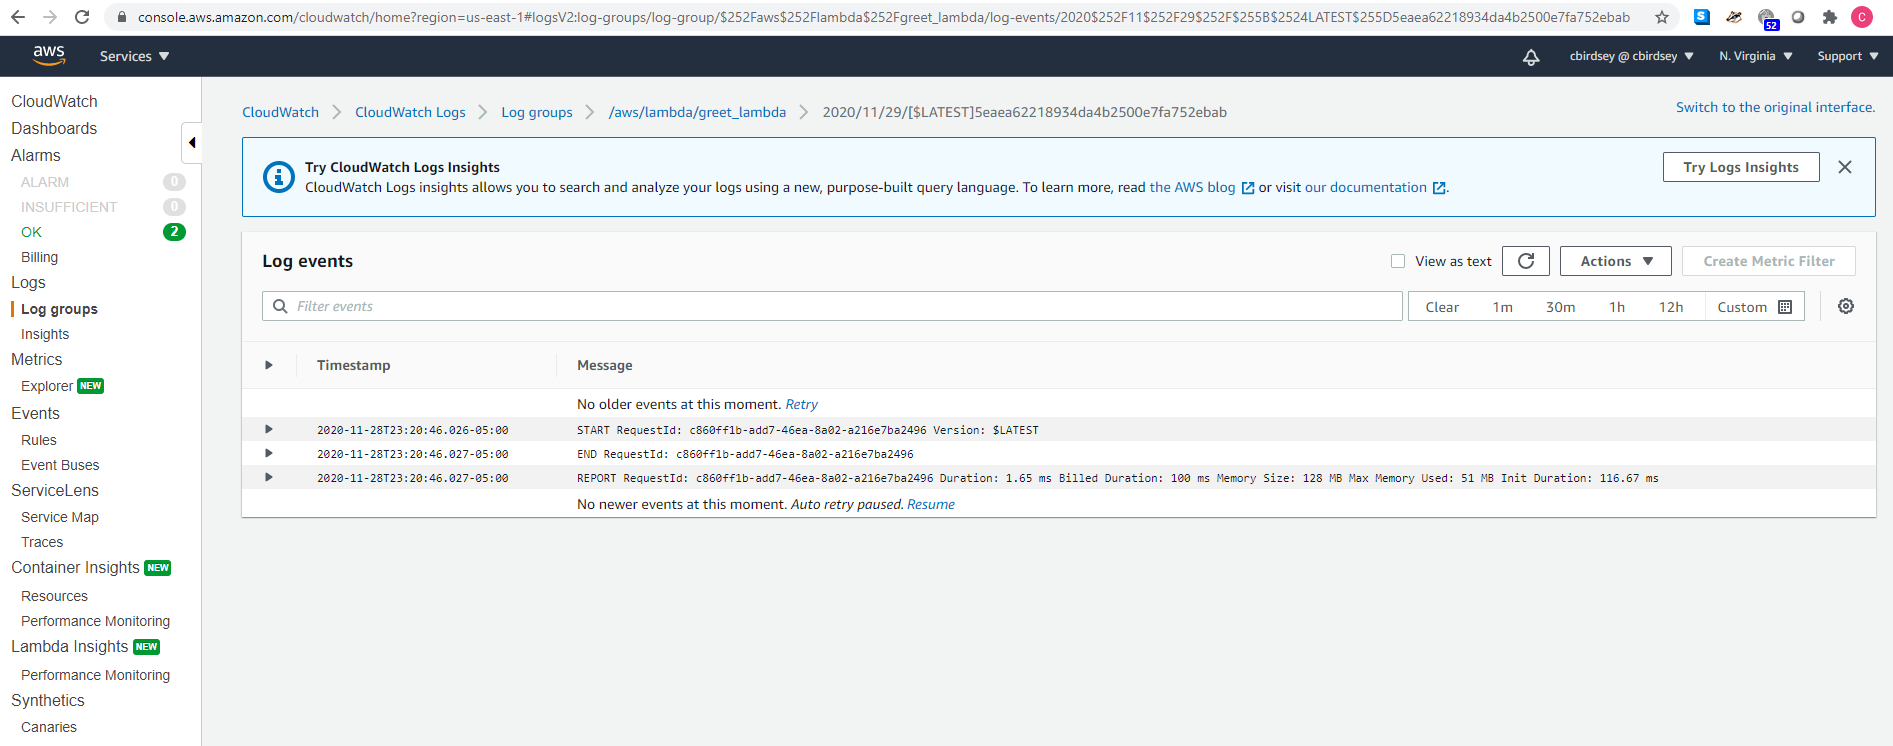 console.aws.amazon.com/cloudwatch/home?region=us-east-1#logsV2:log-groups/log-group/$252Faws$252Flambda$252Fgreet_lambda/log-events/2020$252F11$252F29$252F$255B$2524LATEST$255D5eaea62218934da4b2500e7fa752ebab
S
52
C
aws
Services
cbirdsey @ cbirdsey
N. Virginia
Support
CloudWatch
Dashboards
Alarms
ALARM 0
INSUFFICIENT 0
OK 2
Billing
Logs
Log groups
Insights
Metrics
Explorer NEW
Events
Rules
Event Buses
ServiceLens
Service Map
Traces
Container Insights NEW
Resources
Performance Monitoring
Lambda Insights NEW
Performance Monitoring
Synthetics
Canaries
CloudWatch CloudWatch Logs Log groups /aws/lambda/greet_lambda 2020/11/29/[$LATEST]5eaea62218934da4b2500e7fa752ebab
Switch to the original interface.
Try CloudWatch Logs Insights
CloudWatch Logs insights allows you to search and analyze your logs using a new, purpose-built query language. To learn more, read the AWS blog or visit our documentation .
Try Logs Insights
Log events
View as text
Actions
Create Metric Filter
Filter events
Clear 1m 30m 1h 12h Custom
Timestamp Message
No older events at this moment. Retry
2020-11-28T23:20:46.026-05:00 START RequestId: c860ff1b-add7-46ea-8a02-a216e7ba2496 Version: $LATEST
2020-11-28T23:20:46.027-05:00 END RequestId: c860ff1b-add7-46ea-8a02-a216e7ba2496
2020-11-28T23:20:46.027-05:00 REPORT RequestId: c860ff1b-add7-46ea-8a02-a216e7ba2496 Duration: 1.65 ms Billed Duration: 100 ms Memory Size: 128 MB Max Memory Used: 51 MB Init Duration: 116.67 ms
No newer events at this moment. Auto retry paused. Resume